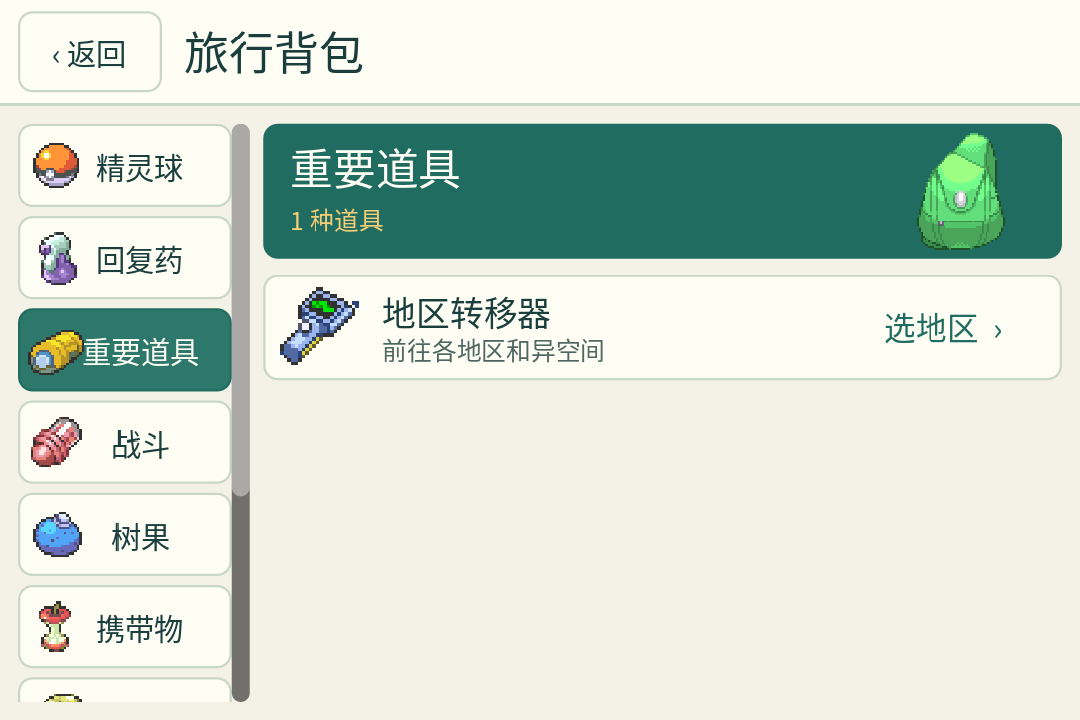 ‹ 返回
旅行背包
精灵球
回复药
重要道具
战斗
树果
携带物
重要道具
1 种道具
地区转移器
前往各地区和异空间
选地区 ›